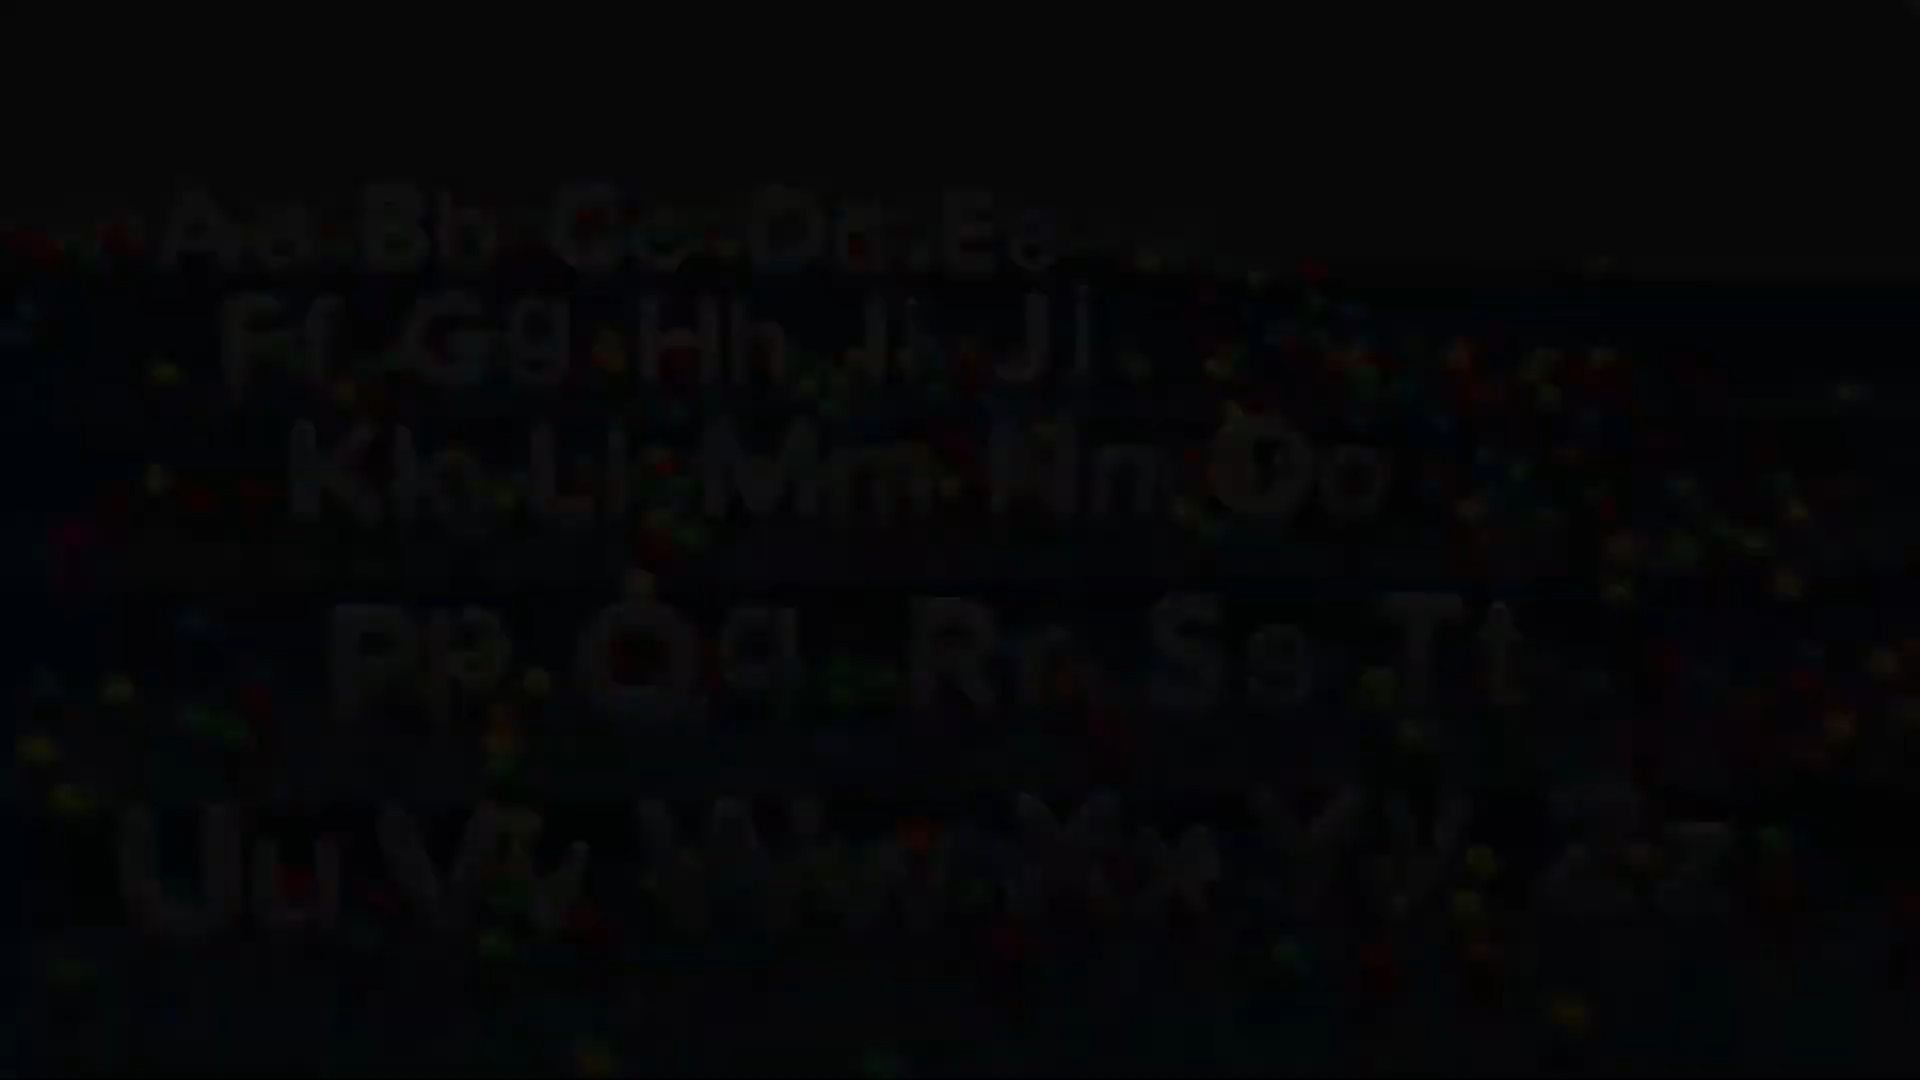 Aa Bb Cc Dd Ee
Ff Gg Hh Ii Jj
Kk Ll Mm Nn Oo
Pp Qq Rr Ss Tt
Uu Vv Ww Xx Yy Zz